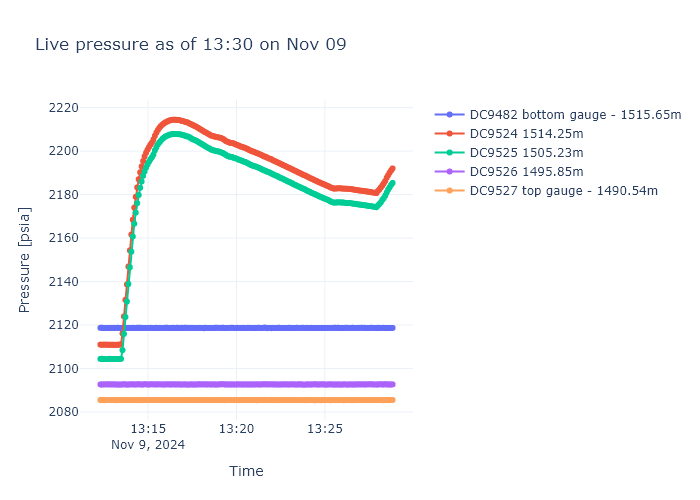 Live pressure as of 13:30 on Nov 09
2220
2200
2180
2160
2140
2120
2100
2080
Pressure [psia]
13:15
13:20
13:25
Nov 9, 2024
Time
DC9482 bottom gauge - 1515.65m
DC9524 1514.25m
DC9525 1505.23m
DC9526 1495.85m
DC9527 top gauge - 1490.54m